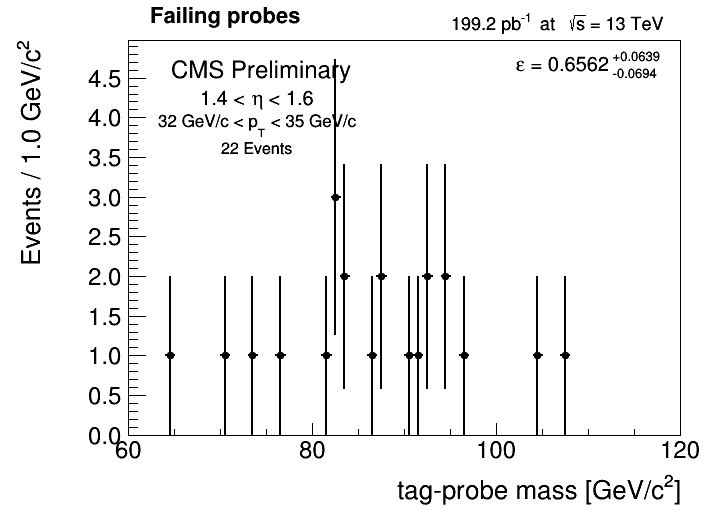 Failing probes
199.2 pb⁻¹ at √s = 13 TeV
CMS Preliminary
ε = 0.6562 +0.0639 -0.0694
1.4 < η < 1.6
32 GeV/c < p_T < 35 GeV/c
22 Events
Events / 1.0 GeV/c²
4.5
4.0
3.5
3.0
2.5
2.0
1.5
1.0
0.5
0.0
60 80 100 120
tag-probe mass [GeV/c²]